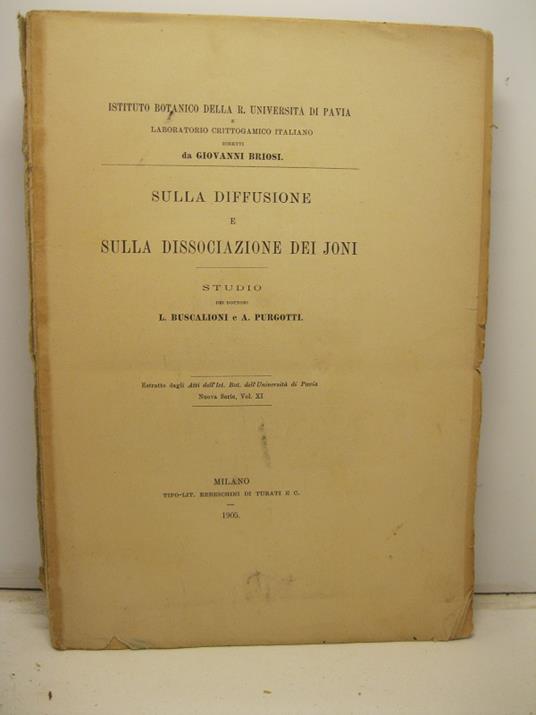 ISTITUTO BOTANICO DELLA R. UNIVERSITÀ DI PAVIA
E
LABORATORIO CRITTOGAMICO ITALIANO
DIRETTI
da GIOVANNI BRIOSI.
SULLA DIFFUSIONE
E
SULLA DISSOCIAZIONE DEI JONI
STUDIO
DEI DOTTORI
L. BUSCALIONI e A. PURGOTTI.
Estratto dagli Atti dell'Ist. Bot. dell'Università di Pavia
Nuova Serie, Vol. XI
MILANO
TIPO-LIT. REBESCHINI DI TURATI E C.
1905.